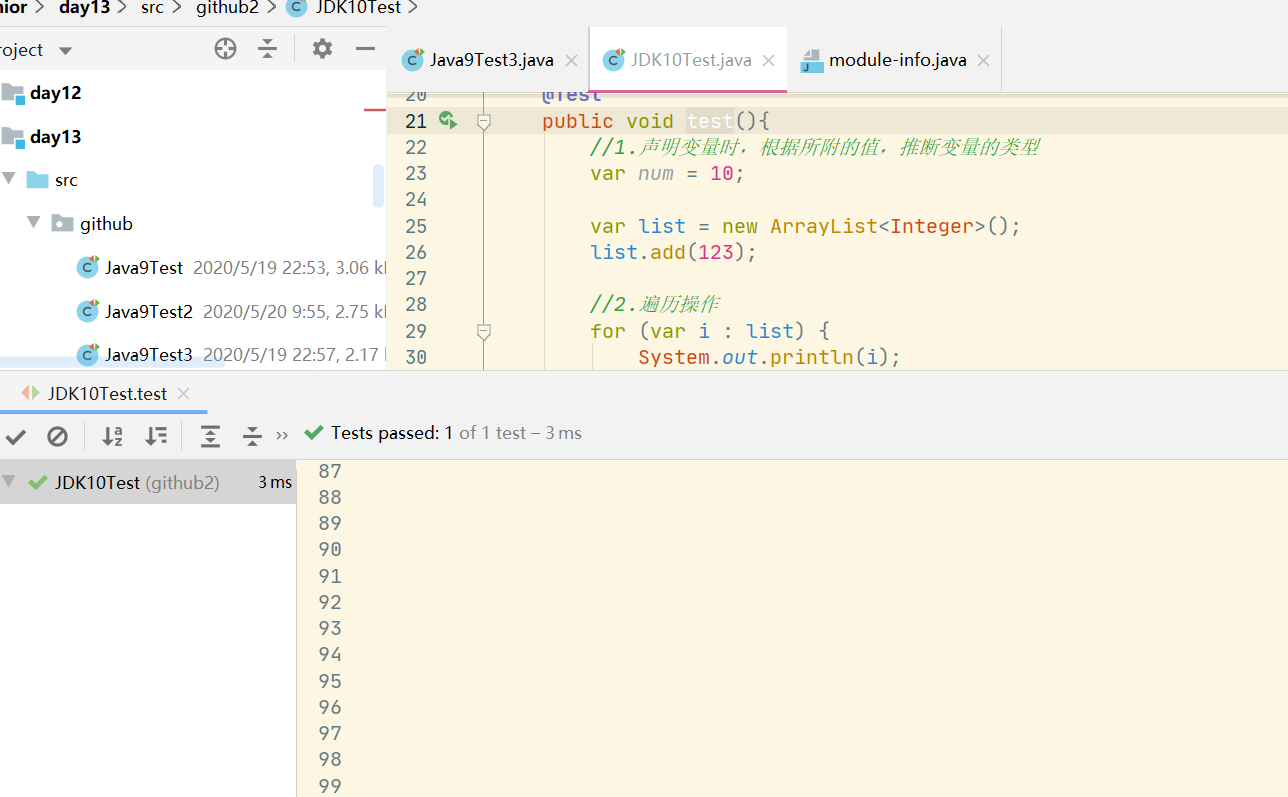 nior > day13 > src > github2 > JDK10Test >
roject
Java9Test3.java JDK10Test.java module-info.java
day12
day13
src
github
Java9Test 2020/5/19 22:53, 3.06 k
Java9Test2 2020/5/20 9:55, 2.75 k
Java9Test3 2020/5/19 22:57, 2.17
20 @Test
21 public void test(){
22 //1.声明变量时，根据所附的值，推断变量的类型
23 var num = 10;
24
25 var list = new ArrayList<Integer>();
26 list.add(123);
27
28 //2.遍历操作
29 for (var i : list) {
30 System.out.println(i);
JDK10Test.test
>> Tests passed: 1 of 1 test – 3 ms
JDK10Test (github2) 3 ms
87
88
89
90
91
92
93
94
95
96
97
98
99